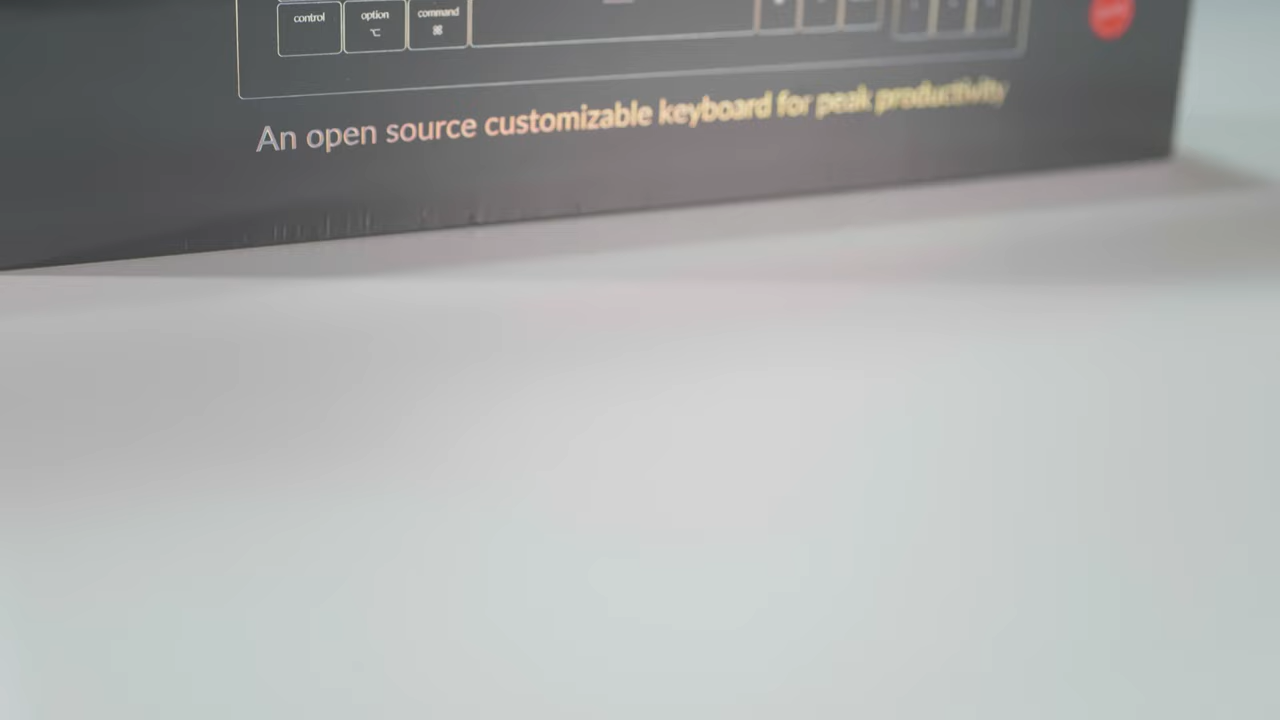 control option command
⌥ ⌘
An open source customizable keyboard for peak productivity